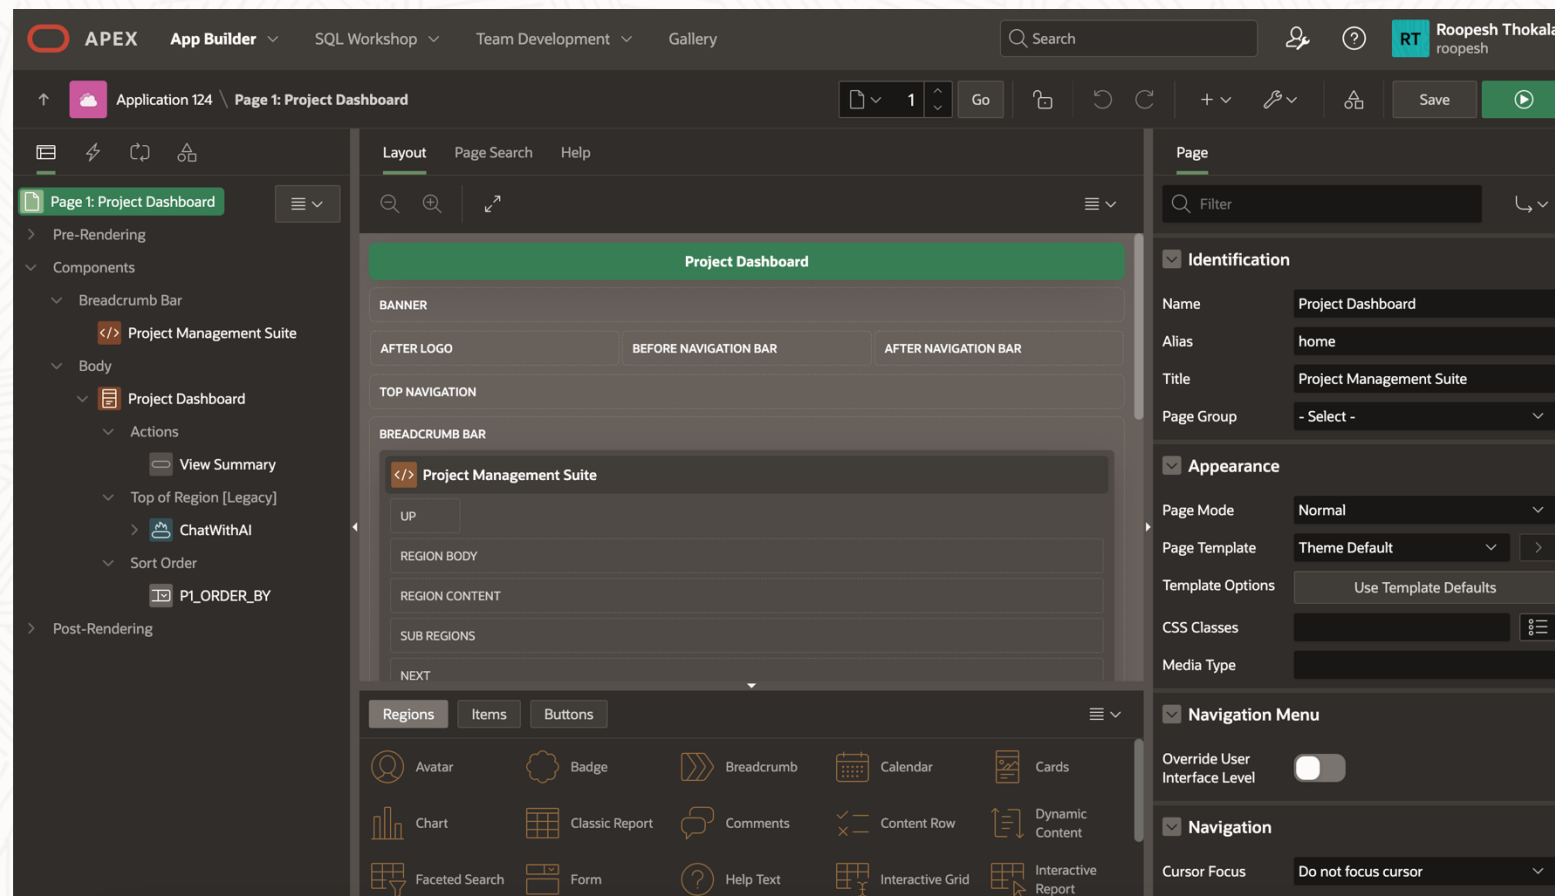 APEX App Builder SQL Workshop Team Development Gallery Search ? RT Roopesh Thokala
roopesh
Application 124 \ Page 1: Project Dashboard 1 Go Save
Layout Page Search Help Page
Page 1: Project Dashboard
Filter
Pre-Rendering
Components
Breadcrumb Bar
</> Project Management Suite
Body
Project Dashboard
Actions
View Summary
Top of Region [Legacy]
ChatWithAI
Sort Order
P1_ORDER_BY
Post-Rendering
Project Dashboard
BANNER
AFTER LOGO BEFORE NAVIGATION BAR AFTER NAVIGATION BAR
TOP NAVIGATION
BREADCRUMB BAR
</> Project Management Suite
UP
REGION BODY
REGION CONTENT
SUB REGIONS
NEXT
Regions Items Buttons
Avatar Badge Breadcrumb Calendar Cards
Chart Classic Report Comments Content Row Dynamic
Content
Faceted Search Form ? Help Text Interactive Grid Interactive
Report
Identification
Name Project Dashboard
Alias home
Title Project Management Suite
Page Group - Select -
Appearance
Page Mode Normal
Page Template Theme Default
Template Options Use Template Defaults
CSS Classes
Media Type
Navigation Menu
Override User
Interface Level
Navigation
Cursor Focus Do not focus cursor